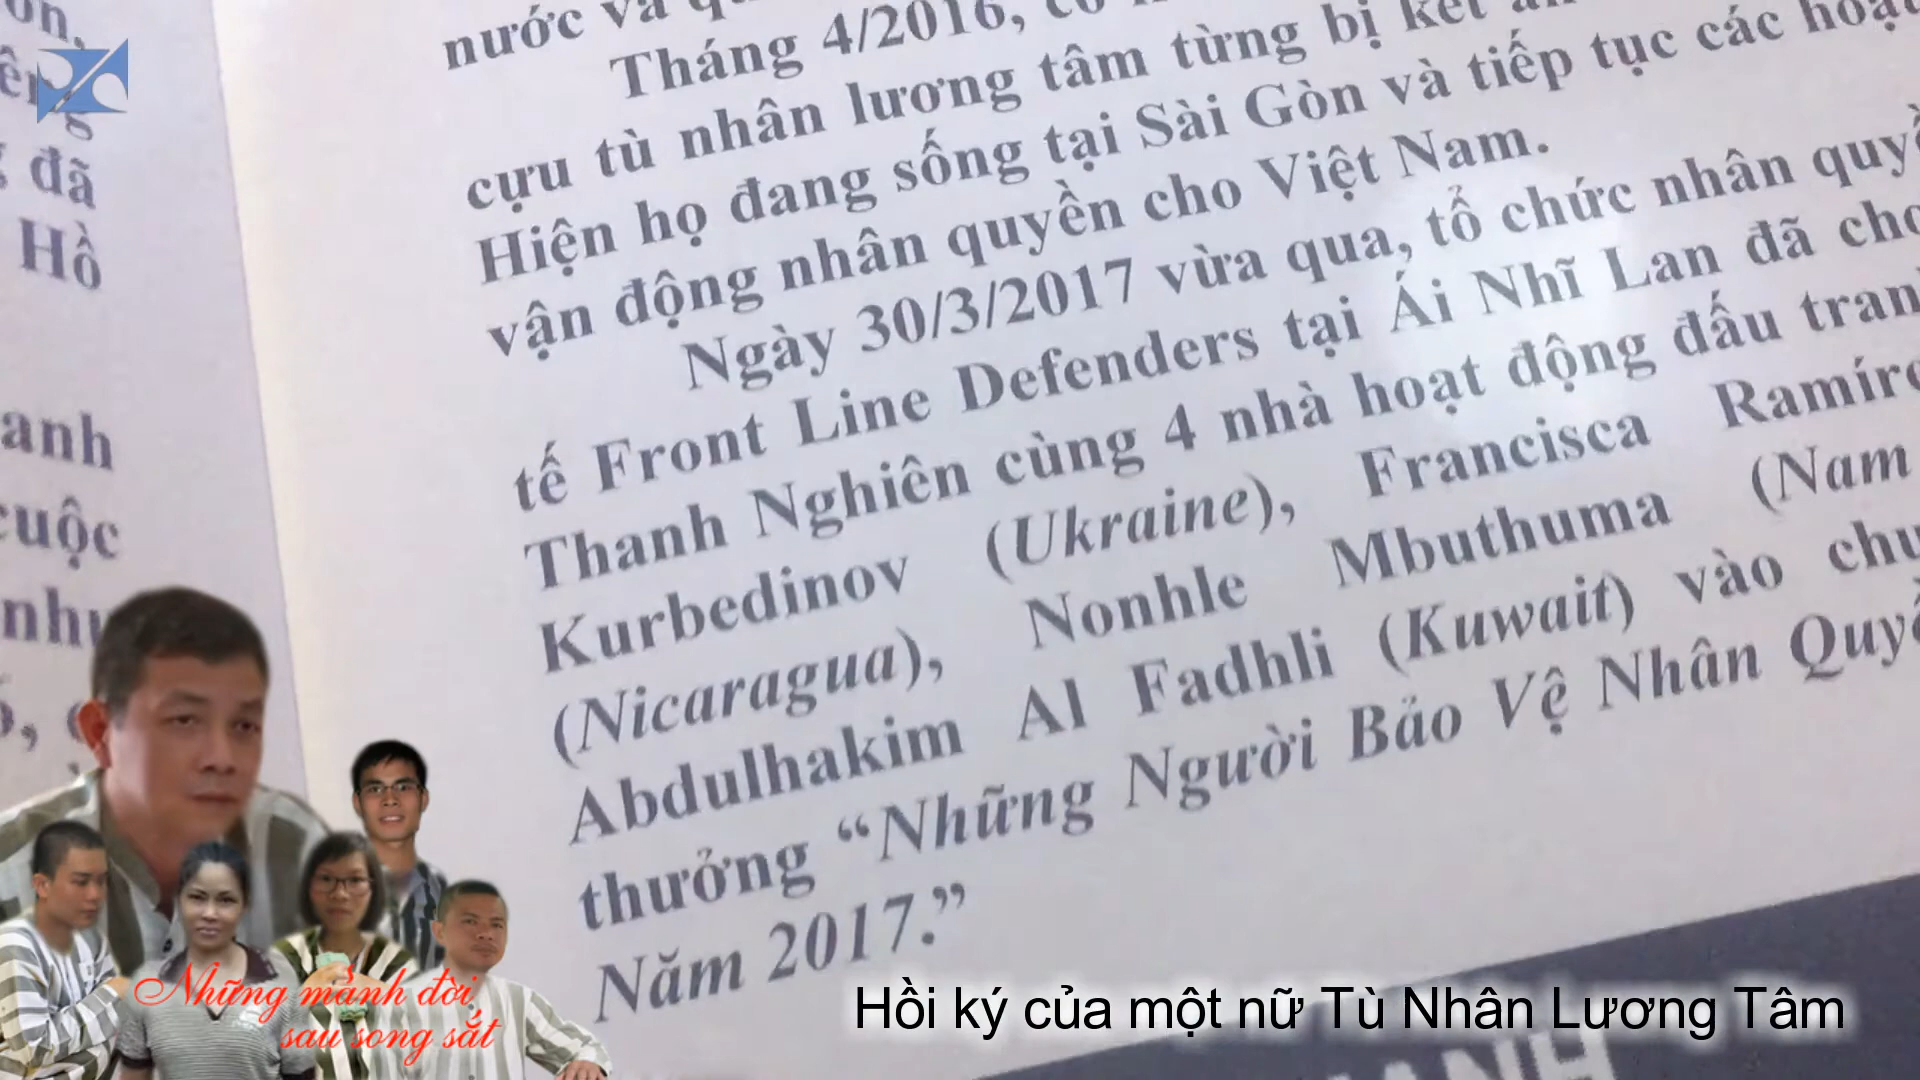 ôn,
đã
Hồ
anh
cuộc
nước và
Tháng 4/2016,
cựu tù nhân lương tâm từng bị kết
Hiện họ đang sống tại Sài Gòn và tiếp tục các hoạt
vận động nhân quyền cho Việt Nam.
Ngày 30/3/2017 vừa qua, tổ chức nhân quyề
tế Front Line Defenders tại Ái Nhĩ Lan đã cho
Thanh Nghiên cùng 4 nhà hoạt động đấu tran
Kurbedinov (Ukraine), Francisca Ramíre
(Nicaragua), Nonhle Mbuthuma (Nam
Abdulhakim Al Fadhli (Kuwait) vào chu
thưởng “Những Người Bảo Vệ Nhân Quyề
Năm 2017.”
Những mảnh đời
sau song sắt
Hồi ký của một nữ Tù Nhân Lương Tâm